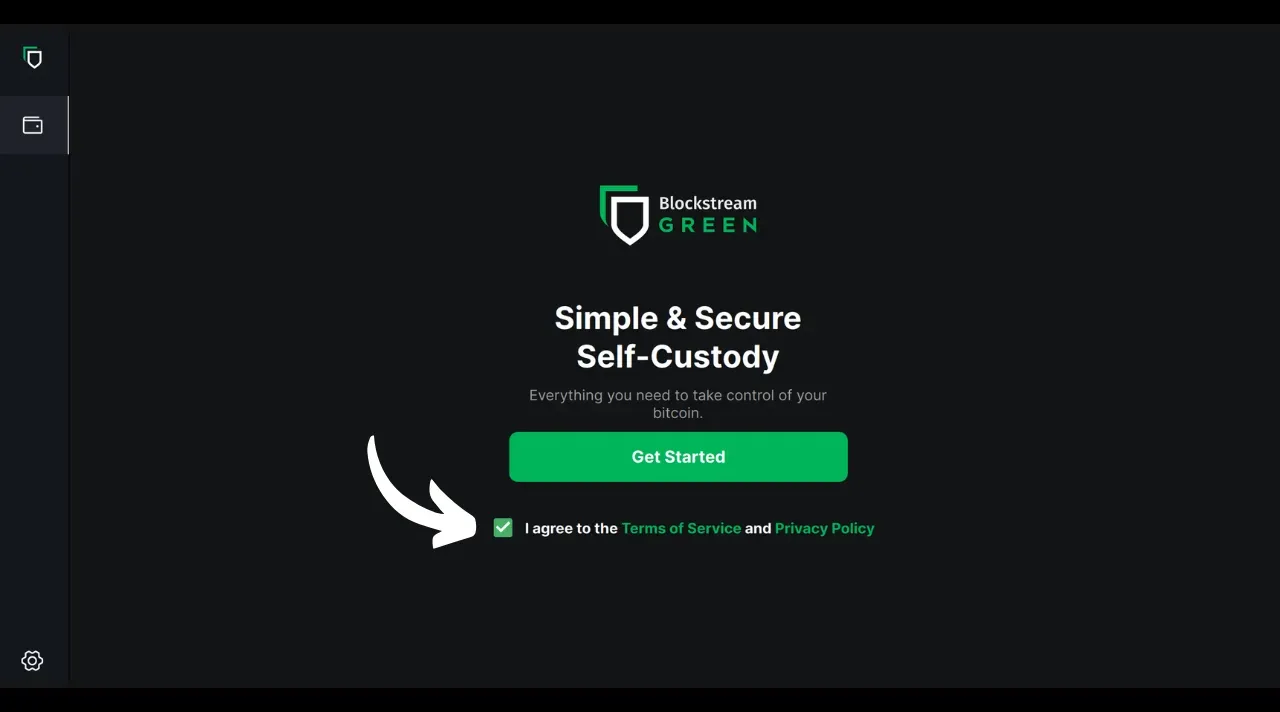 Blockstream
GREEN
Simple & Secure
Self-Custody
Everything you need to take control of your
bitcoin.
Get Started
I agree to the Terms of Service and Privacy Policy